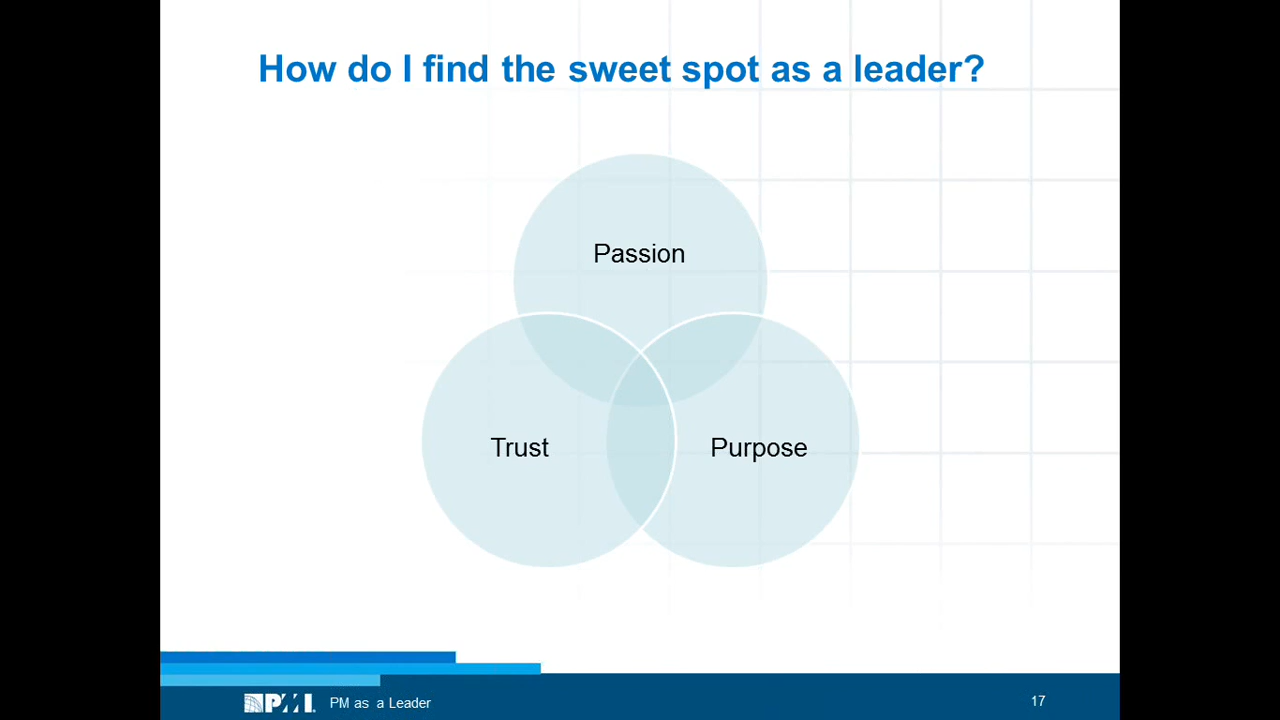 How do I find the sweet spot as a leader?
Passion
Trust
Purpose
PMI
PM as a Leader
17